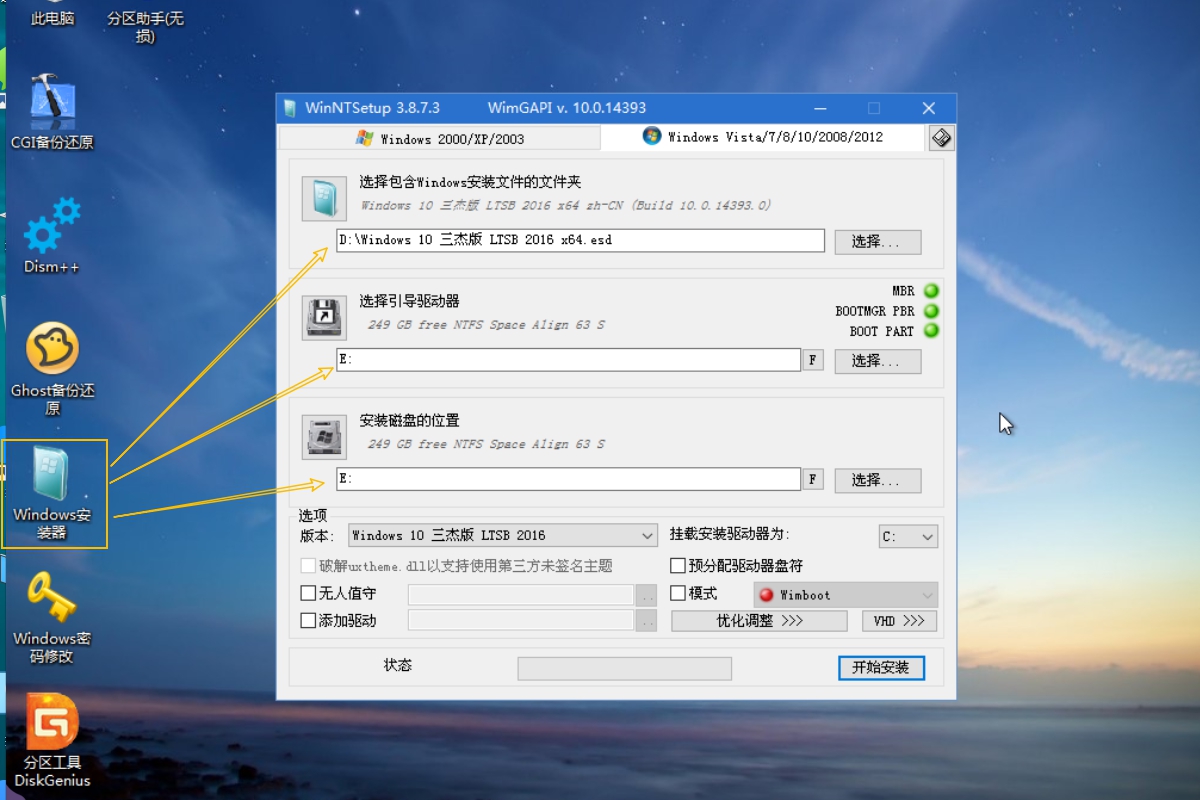 此电脑
分区助手(无
损)
CGI备份还原
Dism++
Ghost备份还
原
Windows安
装器
Windows密
码修改
分区工具
DiskGenius
WinNTSetup 3.8.7.3 WimGAPI v. 10.0.14393
Windows 2000/XP/2003
Windows Vista/7/8/10/2008/2012
选择包含Windows安装文件的文件夹
Windows 10 三杰版 LTSB 2016 x64 zh-CN (Build 10.0.14393.0)
D:\Windows 10 三杰版 LTSB 2016 x64.esd
选择...
选择引导驱动器
249 GB free NTFS Space Align 63 S
MBR
BOOTMGR PBR
BOOT PART
E:
F
选择...
安装磁盘的位置
249 GB free NTFS Space Align 63 S
E:
F
选择...
选项
版本: Windows 10 三杰版 LTSB 2016
挂载安装驱动器为: C:
破解uxtheme.dll以支持使用第三方未签名主题
预分配驱动器盘符
无人值守 ..
模式 Wimboot
添加驱动 ..
优化调整 >>>
VHD >>>
状态
开始安装